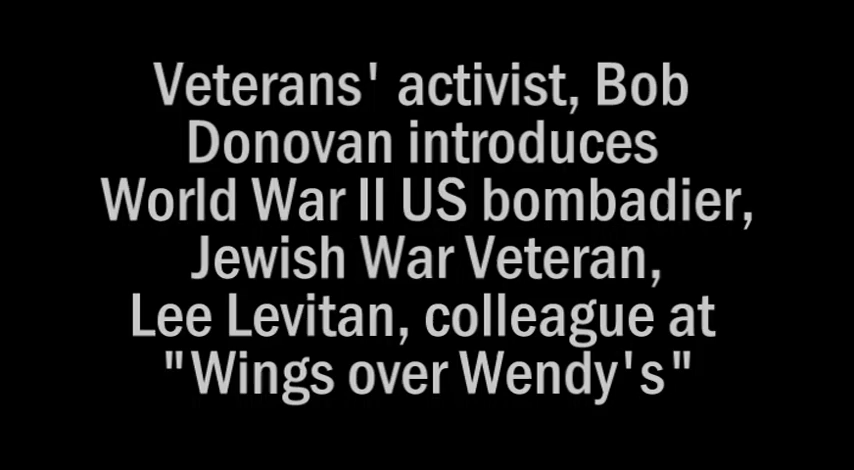 Veterans' activist, Bob
Donovan introduces
World War II US bombadier,
Jewish War Veteran,
Lee Levitan, colleague at
"Wings over Wendy's"